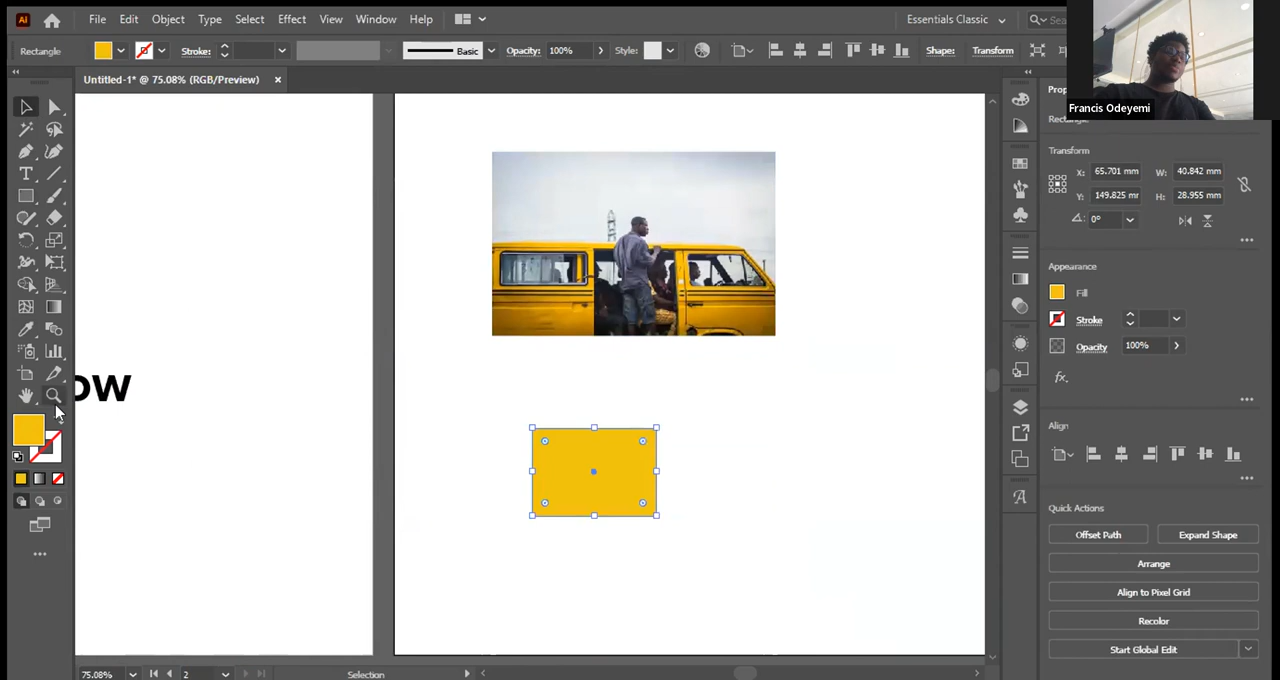 Ai File Edit Object Type Select Effect View Window Help Essentials Classic
Rectangle Stroke: Basic Opacity: 100% Style: Shape: Transform
Untitled-1* @ 75.08% (RGB/Preview) ×
Francis Odeyemi
Rectangle
Transform
X: 65.701 mm W: 40.842 mm
Y: 149.825 mm H: 28.955 mm
0°
Appearance
Fill
Stroke
Opacity 100%
fx
ow
Align
Quick Actions
Offset Path Expand Shape
Arrange
Align to Pixel Grid
Recolor
Start Global Edit
75.08% 2 Selection